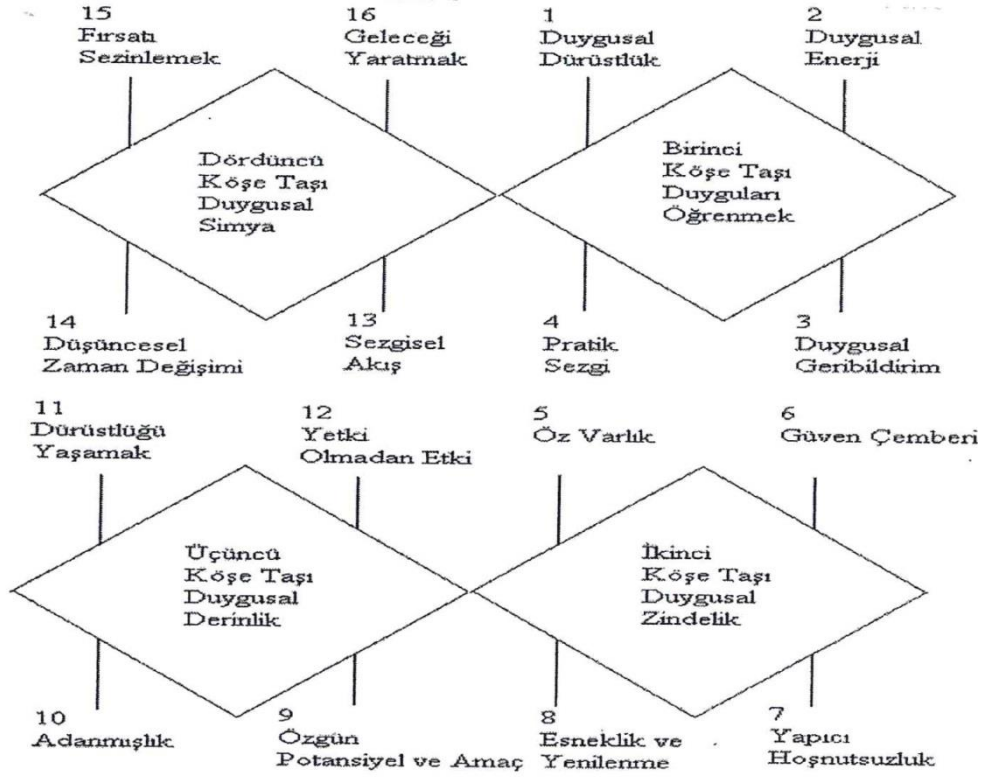 15
Fırsatı
Sezinlemek
16
Geleceği
Yaratmak
1
Duygusal
Dürüstlük
2
Duygusal
Enerji
Dördüncü
Köşe Taşı
Duygusal
Simya
Birinci
Köşe Taşı
Duyguları
Öğrenmek
14
Düşüncesel
Zaman Değişimi
13
Sezgisel
Akış
4
Pratik
Sezgi
3
Duygusal
Geribildirim
11
Dürüstlüğü
Yaşamak
12
Yetki
Olmadan Etki
5
Öz Varlık
6
Güven Çemberi
Üçüncü
Köşe Taşı
Duygusal
Derinlik
İkinci
Köşe Taşı
Duygusal
Zindelik
10
Adanmışlık
9
Özgün
Potansiyel ve Amaç
8
Esneklik ve
Yenilenme
7
Yapıcı
Hoşnutsuzluk